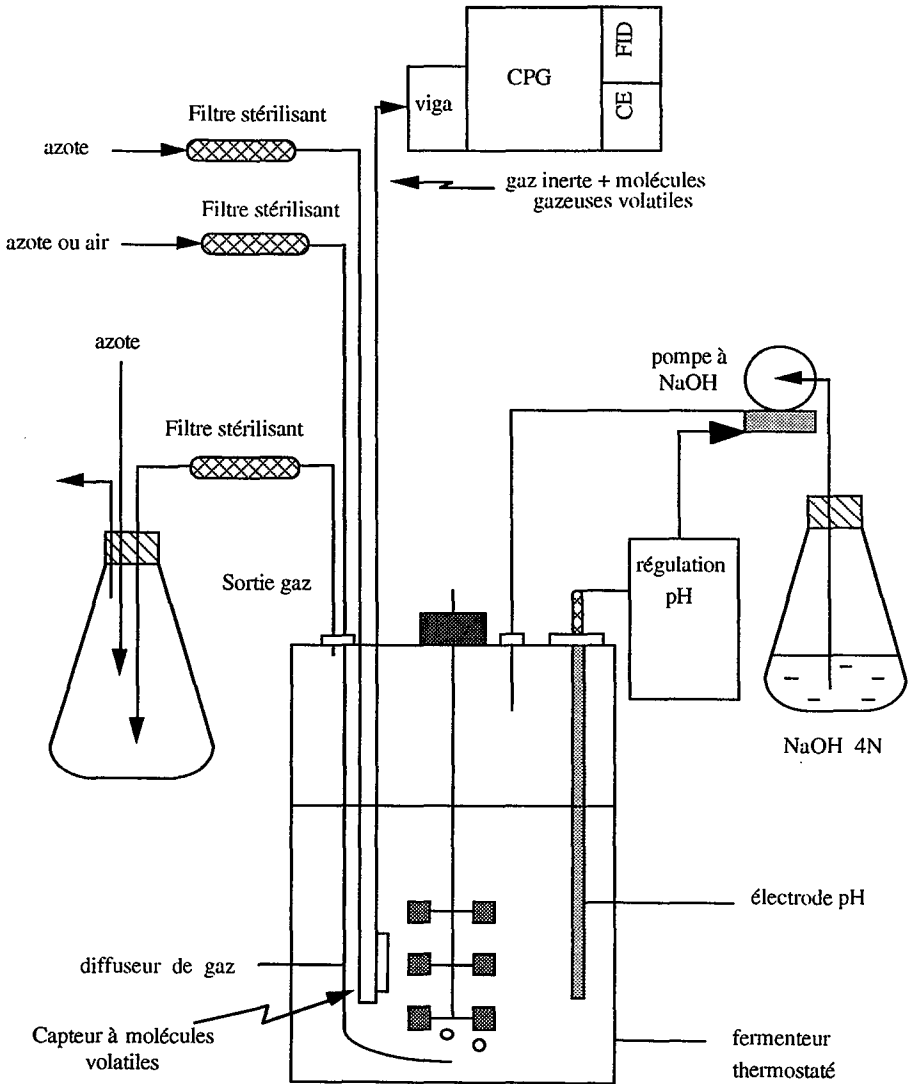 FID
CPG
viga
CE
Filtre stérilisant
azote
gaz inerte + molécules
gazeuses volatiles
Filtre stérilisant
azote ou air
azote
pompe à
NaOH
Filtre stérilisant
régulation
pH
Sortie gaz
NaOH 4N
électrode pH
diffuseur de gaz
Capteur à molécules
volatiles
fermenteur
thermostaté